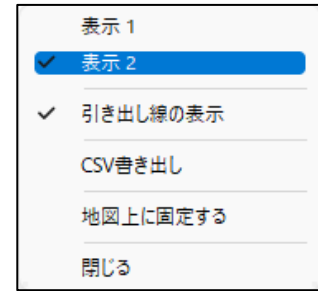 表示 1
表示 2
引き出し線の表示
CSV書き出し
地図上に固定する
閉じる